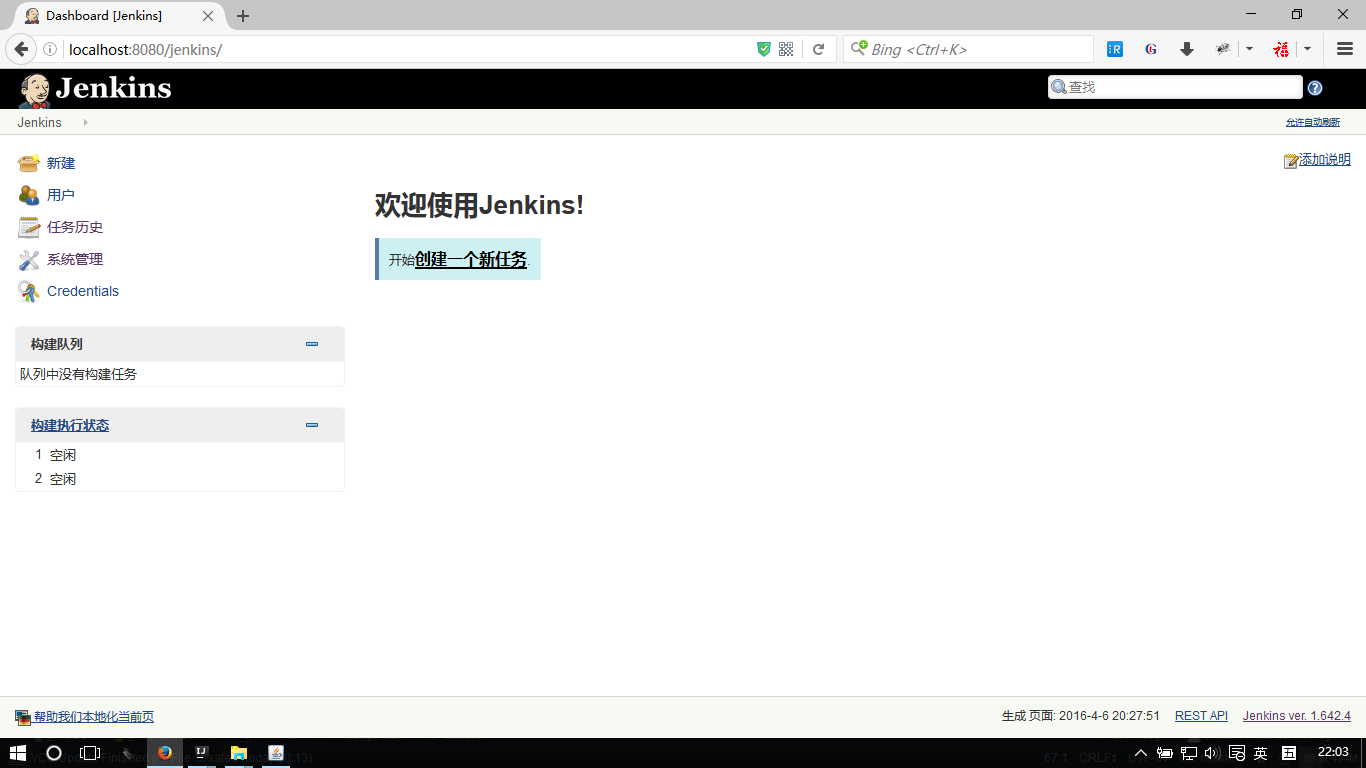 Dashboard [Jenkins]
localhost:8080/jenkins/
Bing <Ctrl+K>
Jenkins
查找
Jenkins
允许自动刷新
新建
用户
任务历史
系统管理
Credentials
添加说明
欢迎使用Jenkins!
开始创建一个新任务.
构建队列
队列中没有构建任务
构建执行状态
1 空闲
2 空闲
帮助我们本地化当前页
生成 页面: 2016-4-6 20:27:51 REST API Jenkins ver. 1.642.4
英 五 22:03